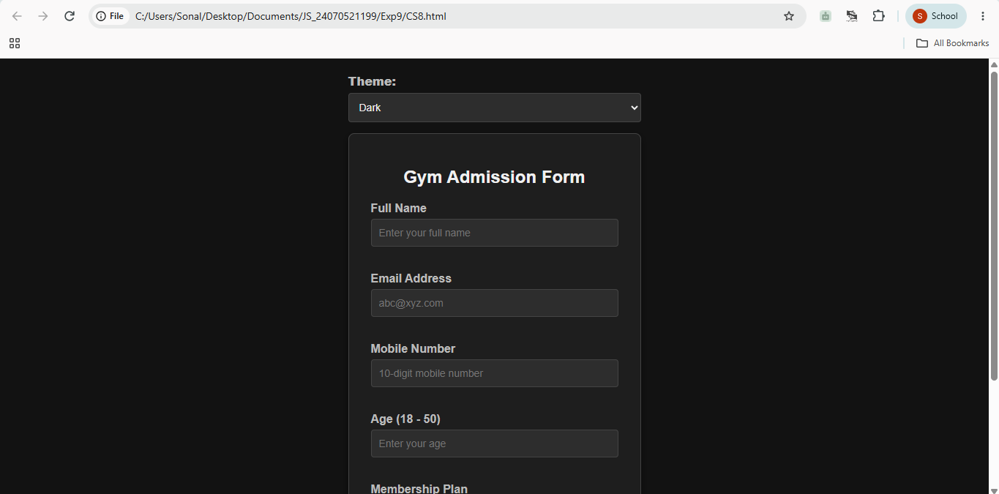 File C:/Users/Sonal/Desktop/Documents/JS_24070521199/Exp9/CS8.html S School
All Bookmarks
Theme:
Dark
Gym Admission Form
Full Name
Enter your full name
Email Address
abc@xyz.com
Mobile Number
10-digit mobile number
Age (18 - 50)
Enter your age
Membership Plan